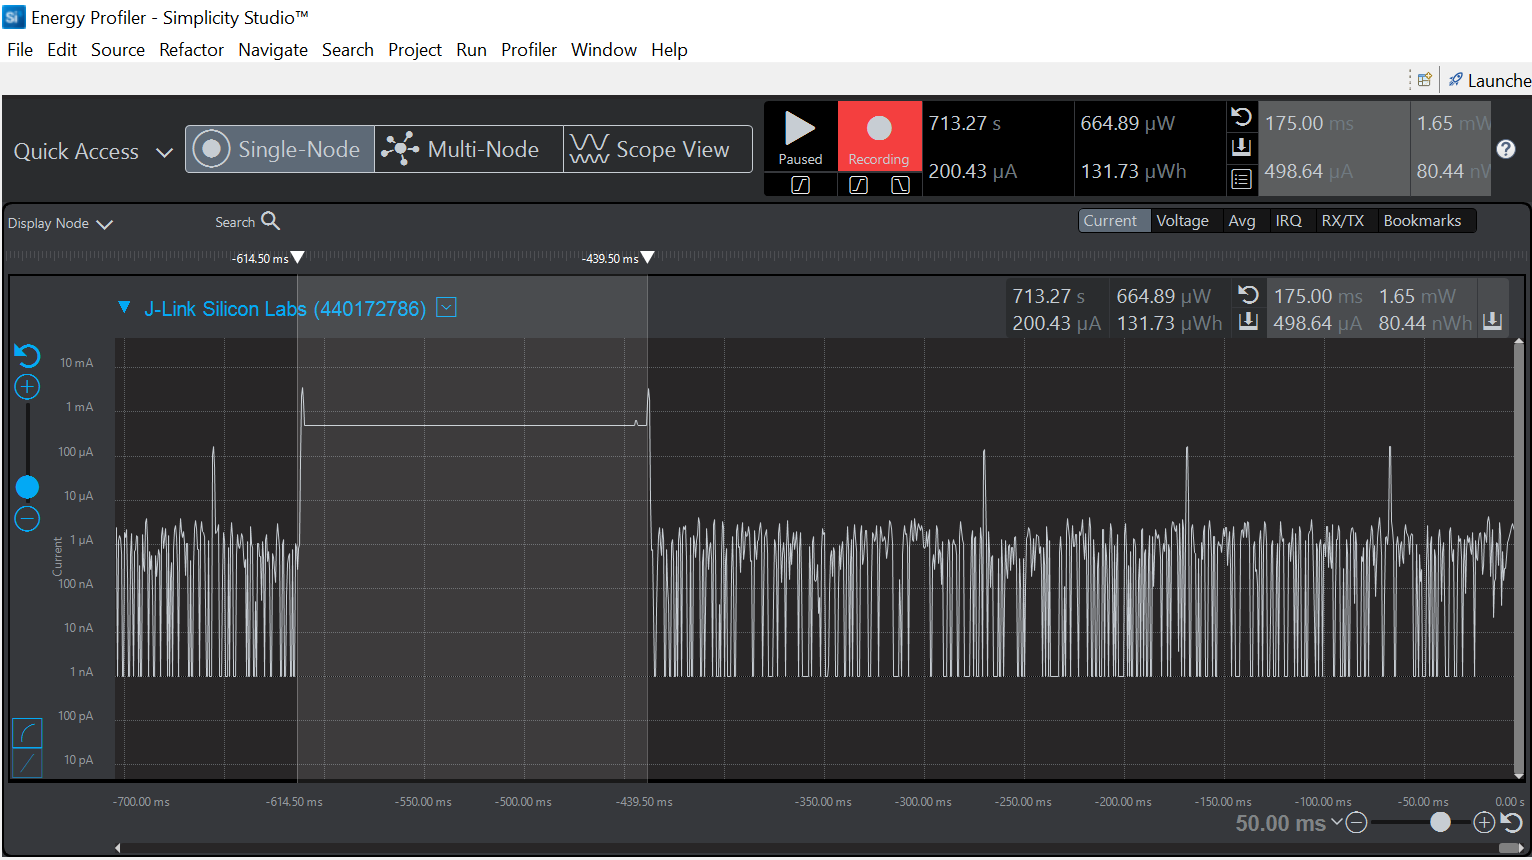 Energy Profiler - Simplicity Studio™
File Edit Source Refactor Navigate Search Project Run Profiler Window Help
Launche
Quick Access
Single-Node
Multi-Node
Scope View
Paused
Recording
713.27 s
200.43 µA
664.89 µW
131.73 µWh
175.00 ms
498.64 µA
1.65 mW
80.44 nW
Display Node
Search
Current Voltage Avg IRQ RX/TX Bookmarks
-614.50 ms
-439.50 ms
J-Link Silicon Labs (440172786)
713.27 s 664.89 µW 175.00 ms 1.65 mW
200.43 µA 131.73 µWh 498.64 µA 80.44 nWh
10 mA
1 mA
100 µA
10 µA
1 µA
Current
100 nA
10 nA
1 nA
100 pA
10 pA
-700.00 ms -614.50 ms -550.00 ms -500.00 ms -439.50 ms -350.00 ms -300.00 ms -250.00 ms -200.00 ms -150.00 ms -100.00 ms -50.00 ms 0.00 s
50.00 ms